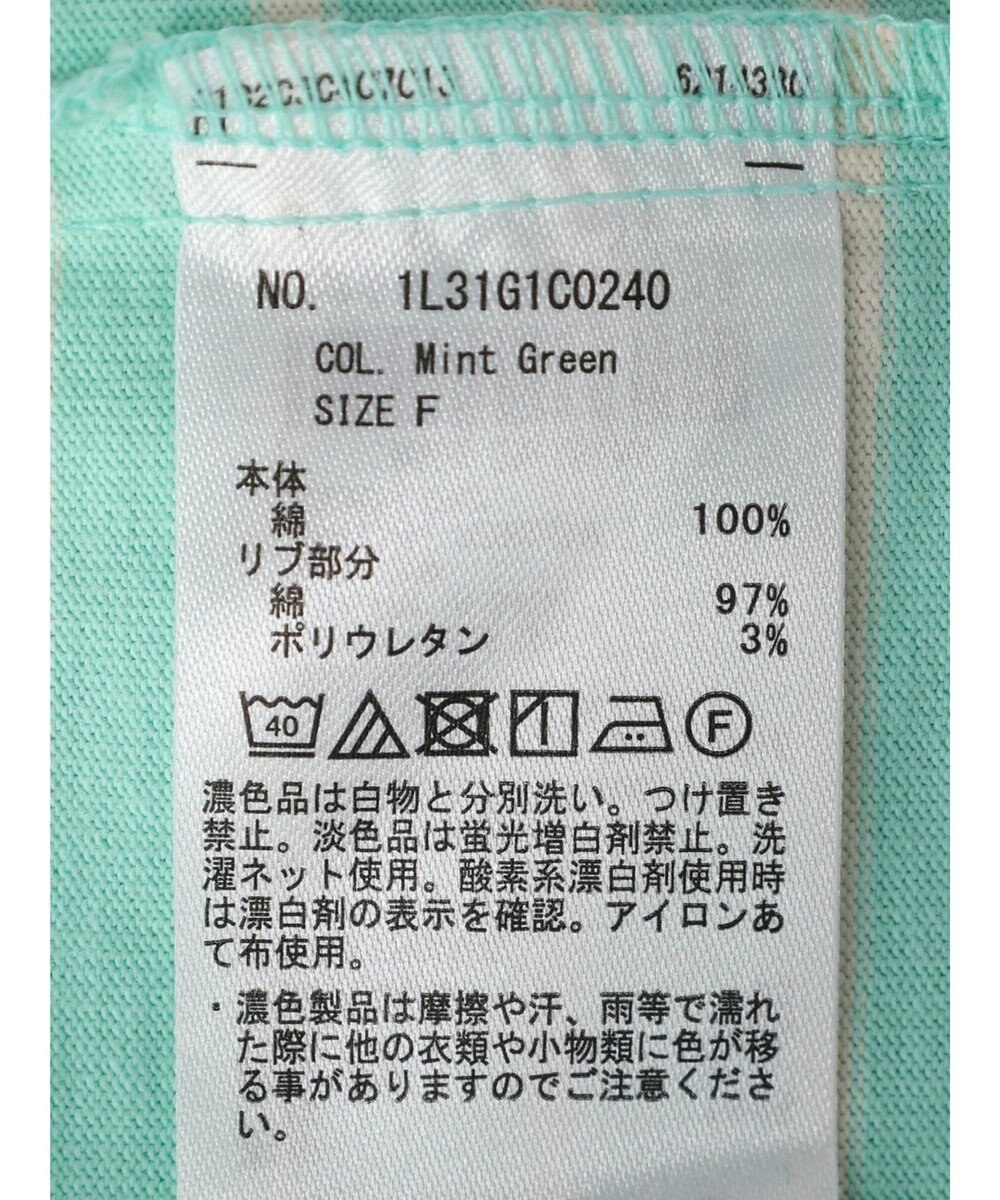 NO. 1L31G1C0240
COL. Mint Green
SIZE F
本体
綿 100%
リブ部分
綿 97%
ポリウレタン 3%
40 F
濃色品は白物と分別洗い。つけ置き
禁止。淡色品は蛍光増白剤禁止。洗
濯ネット使用。酸素系漂白剤使用時
は漂白剤の表示を確認。アイロンあ
て布使用。
・濃色製品は摩擦や汗、雨等で濡れ
た際に他の衣類や小物類に色が移
る事がありますのでご注意くださ
い。